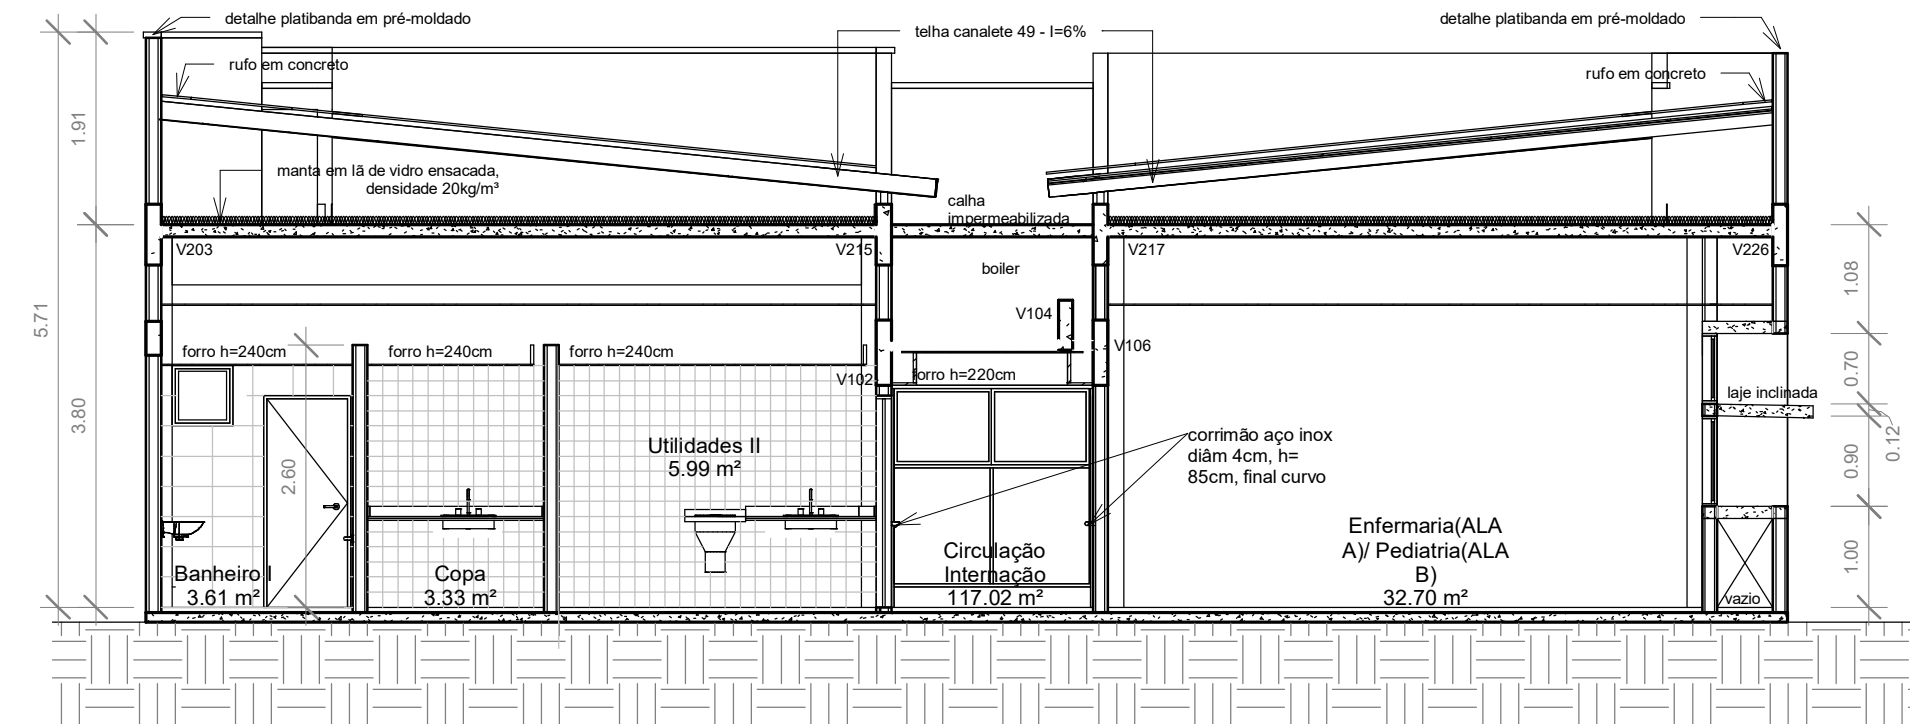 detalhe platibanda em pré-moldado
telha canalete 49 - I=6%
detalhe platibanda em pré-moldado
rufo em concreto
rufo em concreto
1.91
manta em lã de vidro ensacada,
densidade 20kg/m³
calha
impermeabilizada
V203
V215
V217
V226
boiler
1.08
5.71
V104
V106
forro h=240cm
forro h=240cm
forro h=240cm
V102
forro h=220cm
0.70
laje inclinada
3.80
2.60
Utilidades II
5.99 m²
corrimão aço inox
diâm 4cm, h=
85cm, final curvo
0.12
0.90
Enfermaria(ALA
A)/ Pediatria(ALA
B)
32.70 m²
Circulação
Internação
117.02 m²
1.00
Banheiro I
3.61 m²
Copa
3.33 m²
vazio